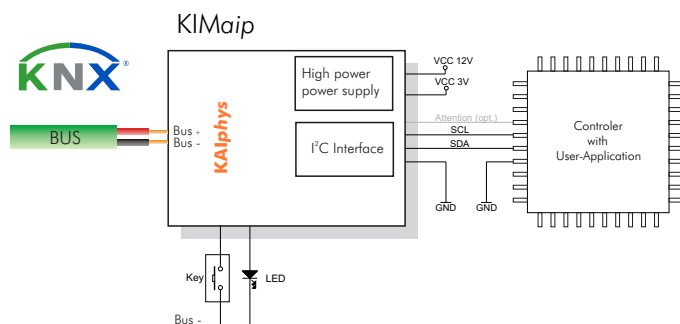 KIMaip
KNX®
High power
power supply
VCC 12V
VCC 3V
KAIphys
Bus +
Bus -
BUS
I²C Interface
Attention (opt.)
SCL
SDA
GND
GND
Controler
with
User-Application
Key
LED
Bus -